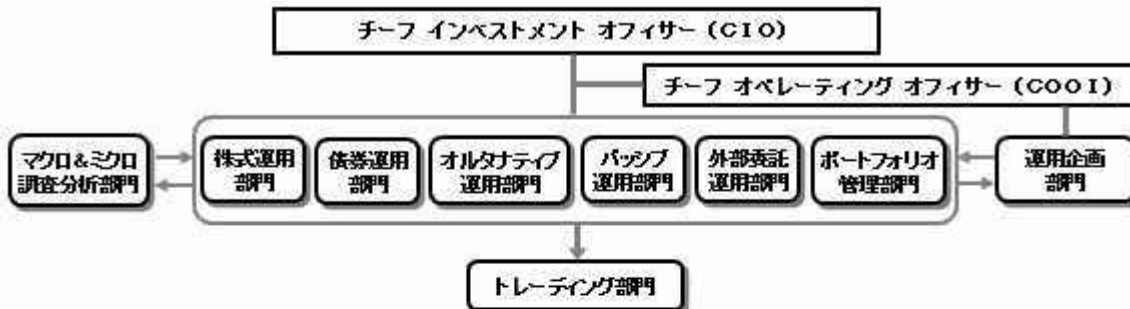 チーフ インベストメント オフィサー (CIO)
チーフ オペレーティング オフィサー (COOI)
マクロ&ミクロ
調査分析部門
株式運用
部門
債券運用
部門
オルタナティブ
運用部門
パッシブ
運用部門
外部委託
運用部門
ポートフォリオ
管理部門
運用企画
部門
トレーディング部門